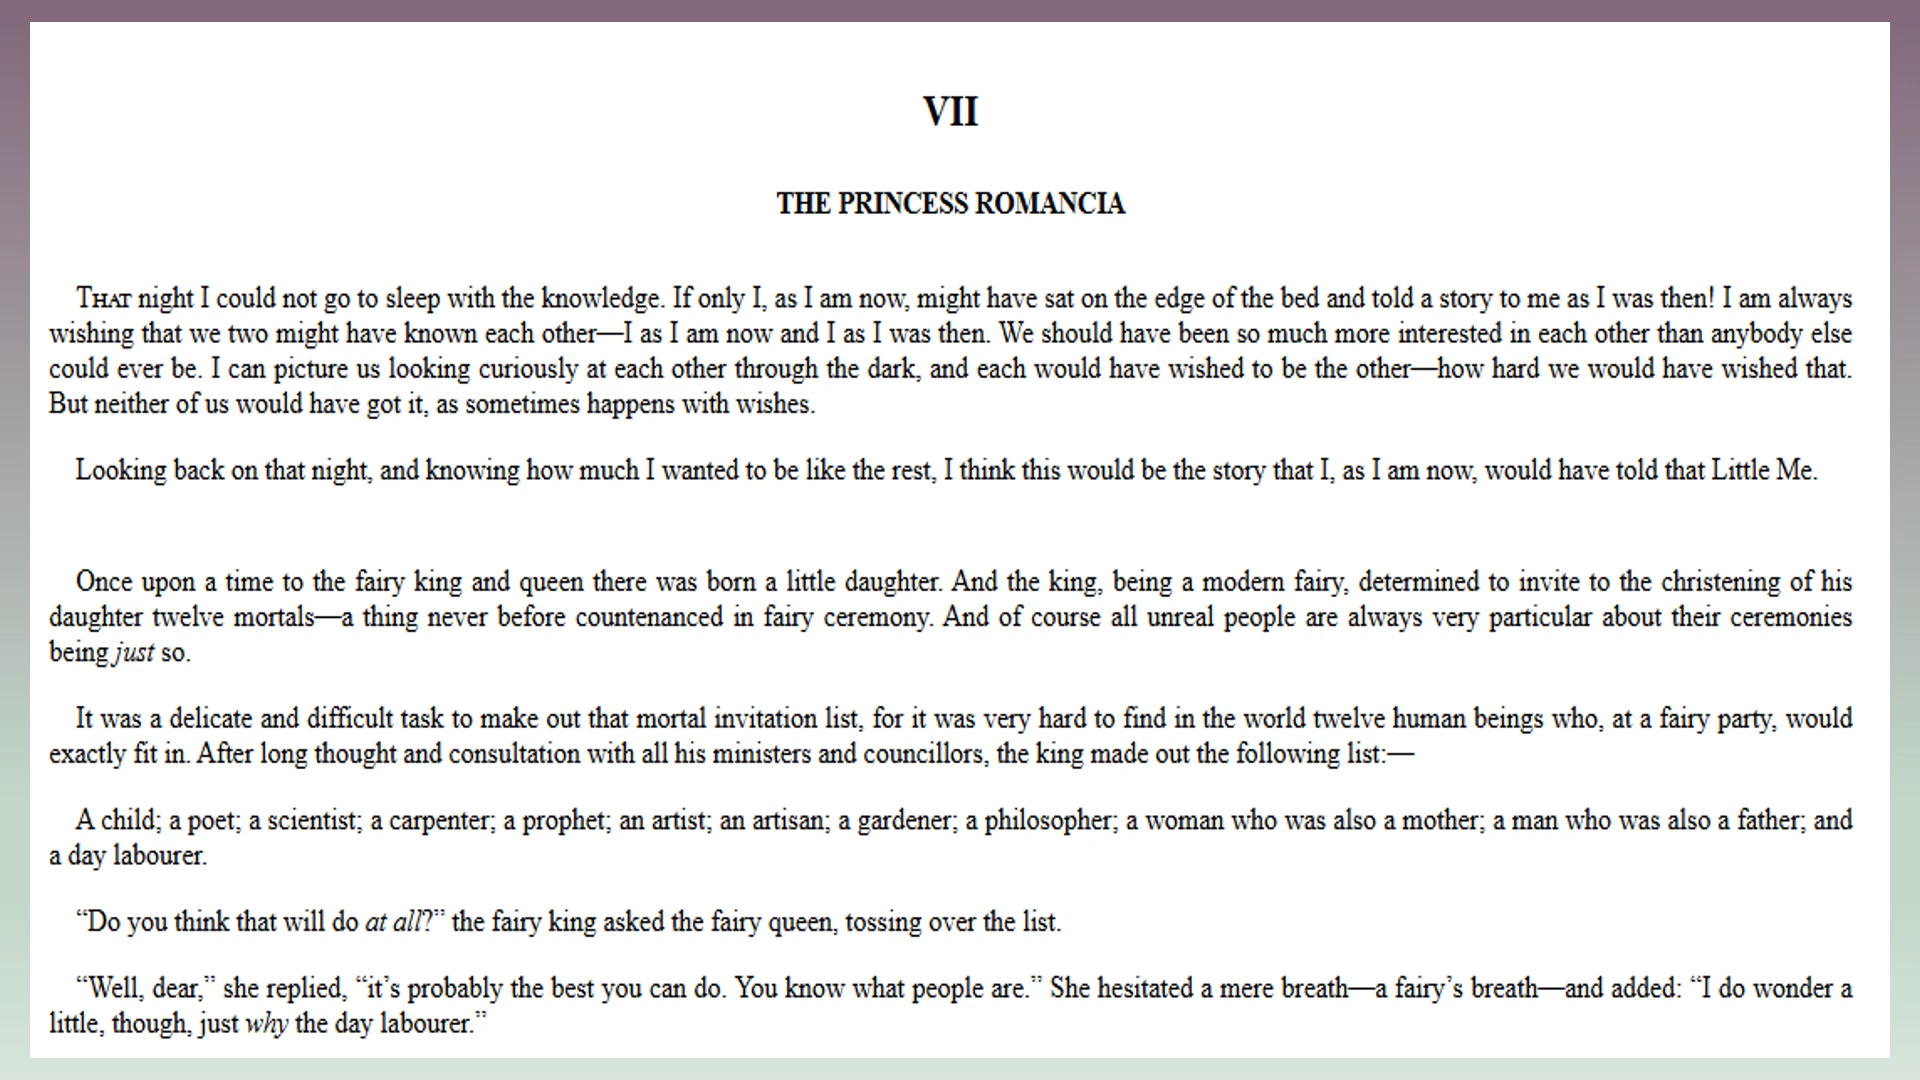 VII
THE PRINCESS ROMANCIA
THAT night I could not go to sleep with the knowledge. If only I, as I am now, might have sat on the edge of the bed and told a story to me as I was then! I am always
wishing that we two might have known each other—I as I am now and I as I was then. We should have been so much more interested in each other than anybody else
could ever be. I can picture us looking curiously at each other through the dark, and each would have wished to be the other—how hard we would have wished that.
But neither of us would have got it, as sometimes happens with wishes.
Looking back on that night, and knowing how much I wanted to be like the rest, I think this would be the story that I, as I am now, would have told that Little Me.
Once upon a time to the fairy king and queen there was born a little daughter. And the king, being a modern fairy, determined to invite to the christening of his
daughter twelve mortals—a thing never before countenanced in fairy ceremony. And of course all unreal people are always very particular about their ceremonies
being just so.
It was a delicate and difficult task to make out that mortal invitation list, for it was very hard to find in the world twelve human beings who, at a fairy party, would
exactly fit in. After long thought and consultation with all his ministers and councillors, the king made out the following list:—
A child; a poet; a scientist; a carpenter; a prophet; an artist; an artisan; a gardener; a philosopher; a woman who was also a mother; a man who was also a father; and
a day labourer.
“Do you think that will do at all?” the fairy king asked the fairy queen, tossing over the list.
“Well, dear,” she replied, “it’s probably the best you can do. You know what people are.” She hesitated a mere breath—a fairy’s breath—and added: “I do wonder a
little, though, just why the day labourer.”